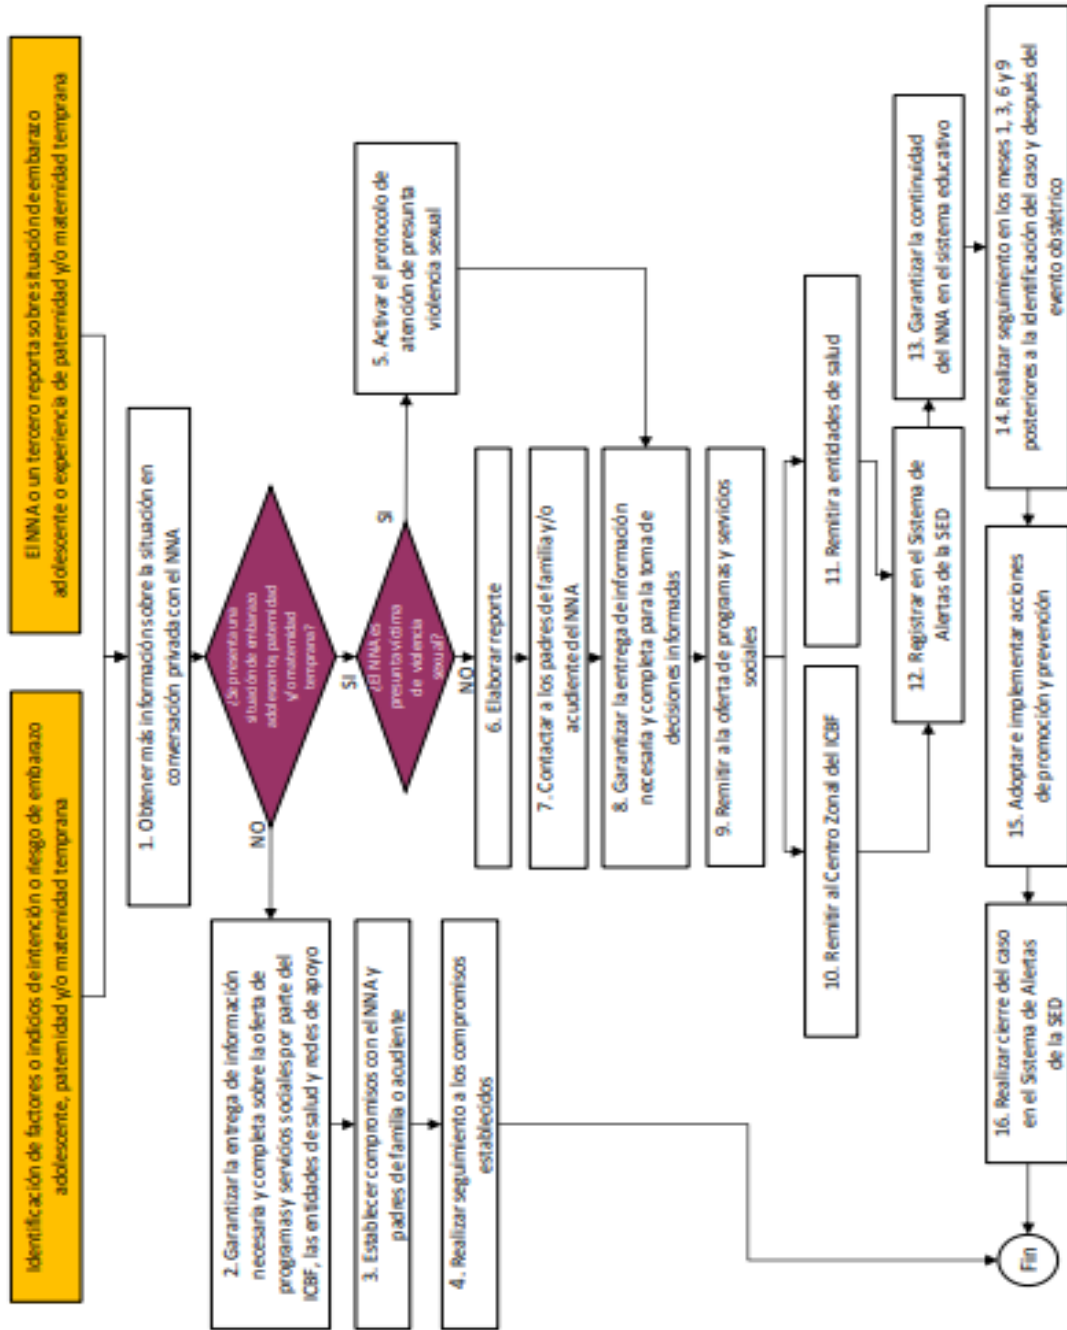 Identificación de factores o indicios de intención o riesgo de embarazo
adolescente, paternidad y/o maternidad temprana
El NNA o un tercero reporta sobre situación de embarazo
adolescente o experiencia de paternidad y/o maternidad temprana
1. Obtener más información sobre la situación en
conversación privada con el NNA
¿Se presenta una
situación de embarazo
adolescente, paternidad
y/o maternidad
temprana?
NO
SI
2. Garantizar la entrega de información
necesaria y completa sobre la oferta de
programas y servicios sociales por parte del
ICBF, las entidades de salud y redes de apoyo
3. Establecer compromisos con el NNA y
padres de familia o acudiente
4. Realizar seguimiento a los compromisos
establecidos
¿El NNA es
presunta víctima
de violencia
sexual?
SI
NO
5. Activar el protocolo de
atención de presunta
violencia sexual
6. Elaborar reporte
7. Contactar a los padres de familia y/o
acudiente del NNA
8. Garantizar la entrega de información
necesaria y completa para la toma de
decisiones informadas
9. Remitir a la oferta de programas y servicios
sociales
10. Remitir al Centro Zonal del ICBF
11. Remitir a entidades de salud
12. Registrar en el Sistema de
Alertas de la SED
13. Garantizar la continuidad
del NNA en el sistema educativo
14. Realizar seguimiento en los meses 1, 3, 6 y 9
posteriores a la identificación del caso y después del
evento obstétrico
15. Adoptar e implementar acciones
de promoción y prevención
16. Realizar cierre del caso
en el Sistema de Alertas
de la SED
Fin